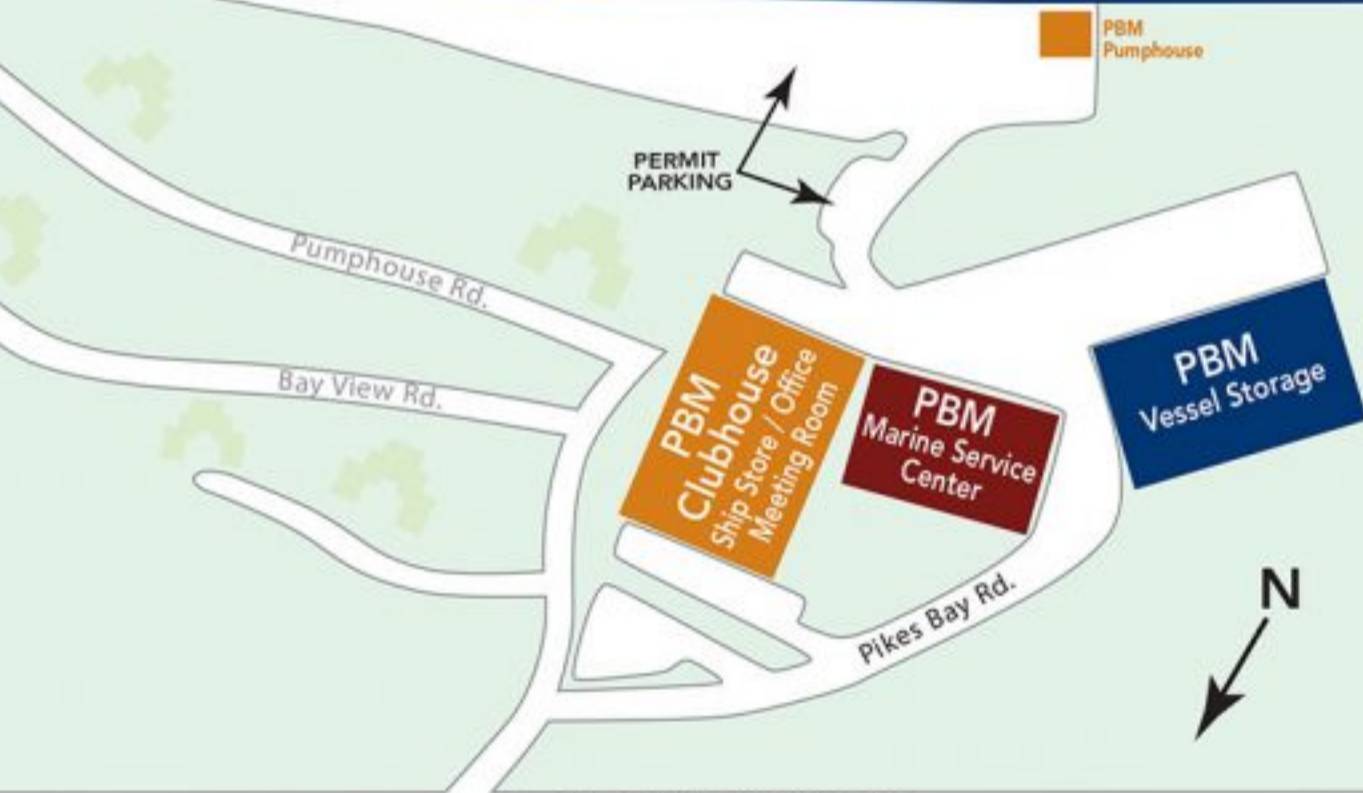 PBM
Pumphouse
PERMIT
PARKING
Pumphouse Rd.
Bay View Rd.
PBM
Clubhouse
Ship Store / Office
Meeting Room
PBM
Marine Service
Center
PBM
Vessel Storage
Pikes Bay Rd.
N